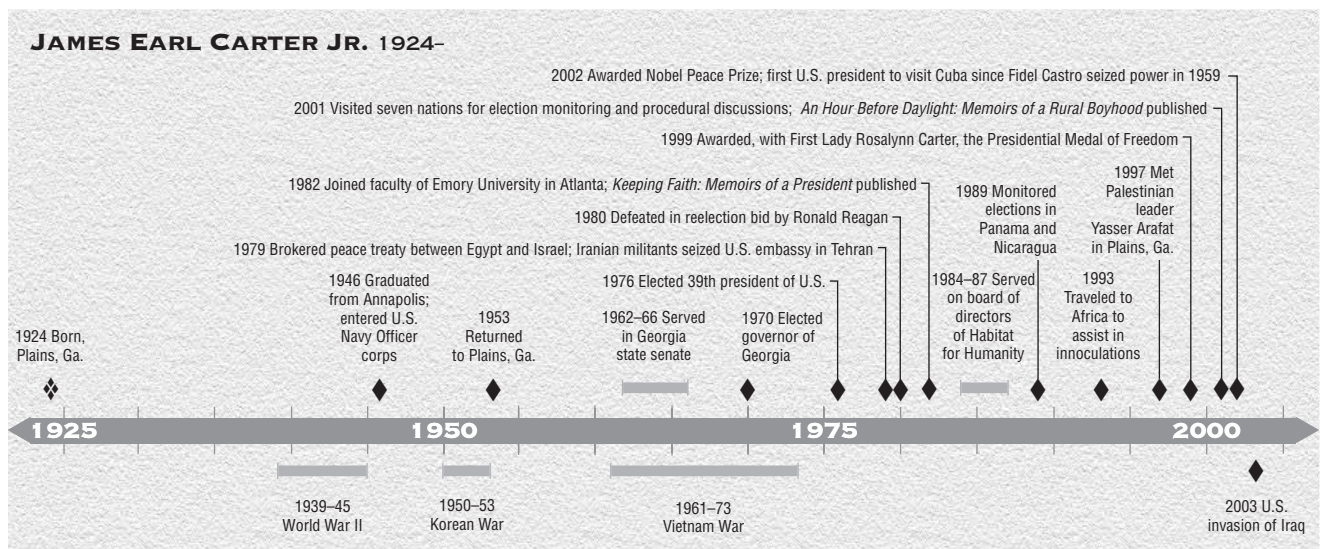 JAMES EARL CARTER JR. 1924–
2002 Awarded Nobel Peace Prize; first U.S. president to visit Cuba since Fidel Castro seized power in 1959
2001 Visited seven nations for election monitoring and procedural discussions; An Hour Before Daylight: Memoirs of a Rural Boyhood published
1999 Awarded, with First Lady Rosalynn Carter, the Presidential Medal of Freedom
1982 Joined faculty of Emory University in Atlanta; Keeping Faith: Memoirs of a President published
1980 Defeated in reelection bid by Ronald Reagan
1979 Brokered peace treaty between Egypt and Israel; Iranian militants seized U.S. embassy in Tehran
1976 Elected 39th president of U.S.
1924 Born,
Plains, Ga.
1946 Graduated
from Annapolis;
entered U.S.
Navy Officer
corps
1953
Returned
to Plains, Ga.
1962–66 Served
in Georgia
state senate
1970 Elected
governor of
Georgia
1984–87 Served
on board of
directors
of Habitat
for Humanity
1989 Monitored
elections in
Panama and
Nicaragua
1993
Traveled to
Africa to
assist in
innoculations
1997 Met
Palestinian
leader
Yasser Arafat
in Plains, Ga.
1925
1950
1975
2000
1939–45
World War II
1950–53
Korean War
1961–73
Vietnam War
2003 U.S.
invasion of Iraq